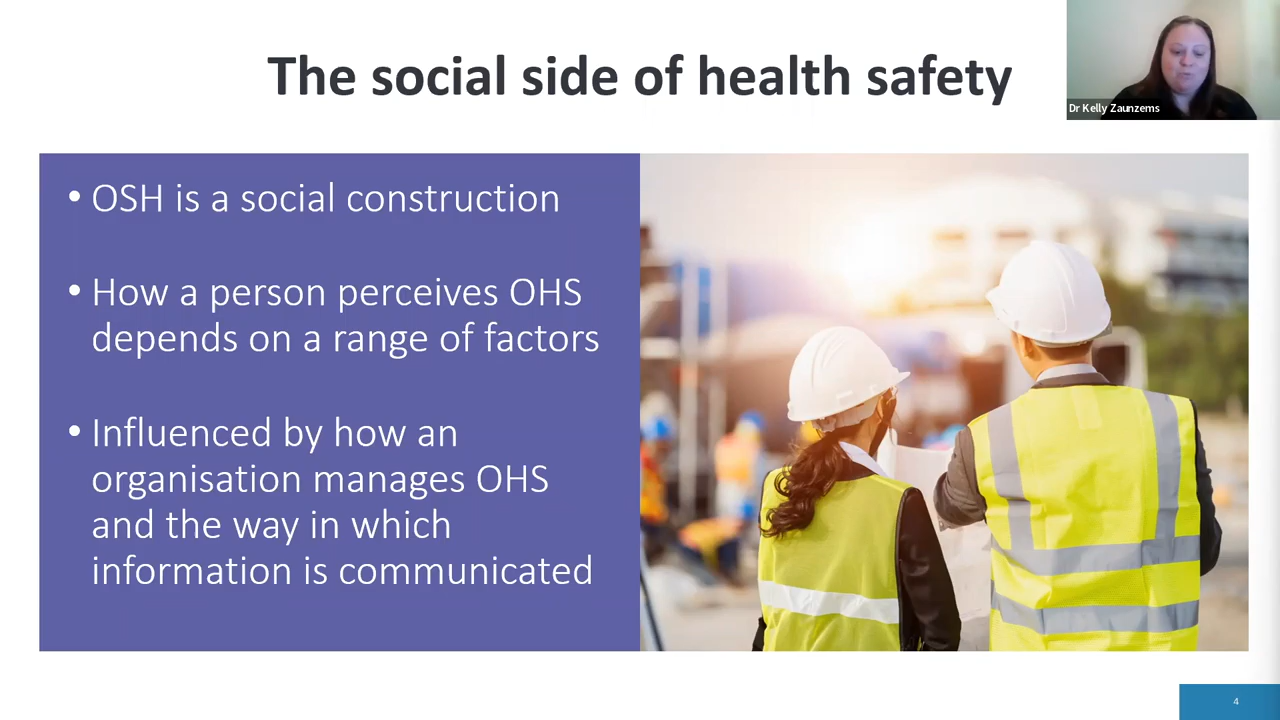 The social side of health safety
Dr Kelly Zaunzems
• OSH is a social construction
• How a person perceives OHS
depends on a range of factors
• Influenced by how an
organisation manages OHS
and the way in which
information is communicated
4